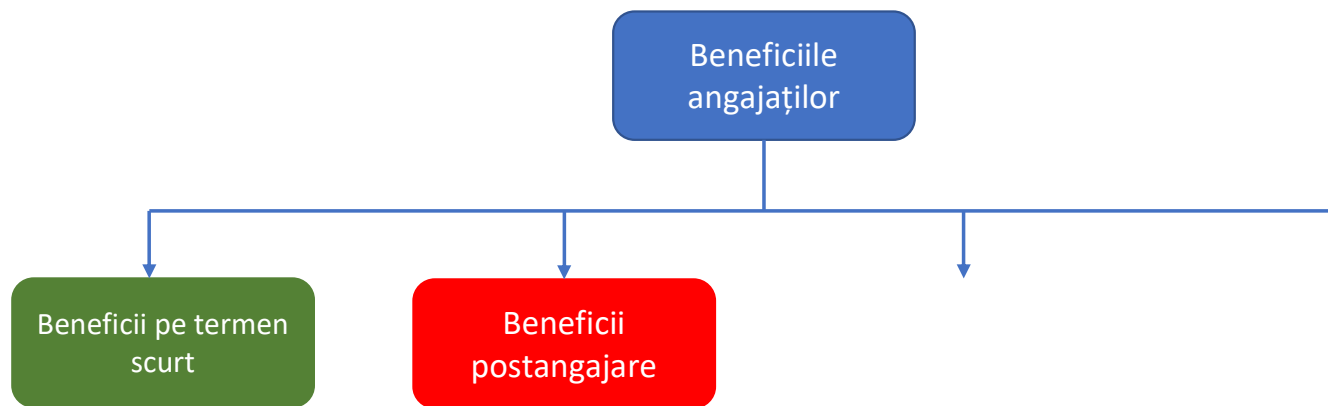 Beneficiile
angajaților
Beneficii pe termen
scurt
Beneficii
postangajare